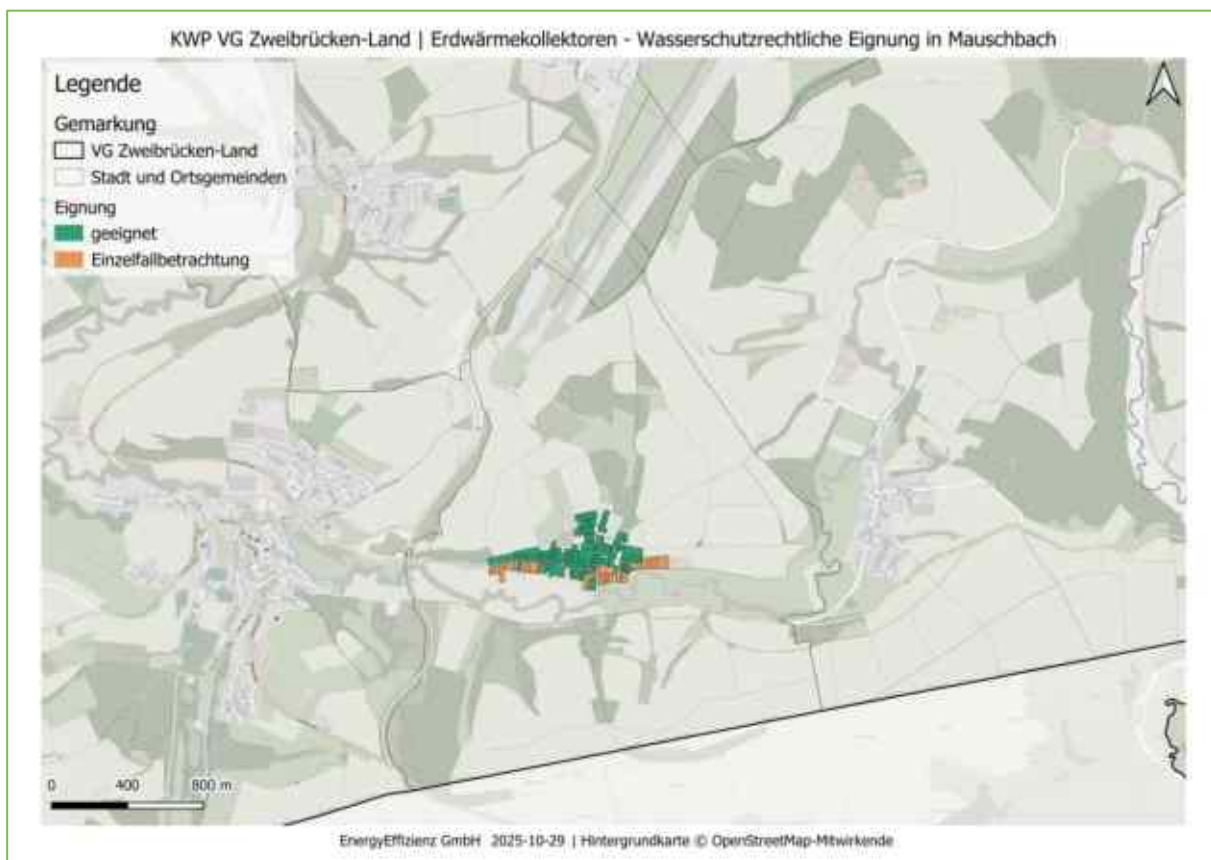 KWP VG Zweibrücken-Land | Erdwärmekollektoren - Wasserschutzrechtliche Eignung in Mauschbach
Legende
Gemarkung
VG Zweibrücken-Land
Stadt und Ortsgemeinden
Eignung
geeignet
Einzelfallbetrachtung
0 400 800 m
EnergyEffizienz GmbH 2025-10-29 | Hintergrundkarte © OpenStreetMap-Mitwirkende